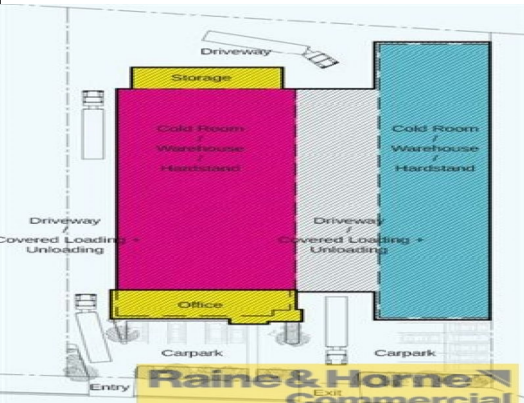 Driveway
Storage
Cold Room
/
Warehouse
/
Hardstand
Cold Room
/
Warehouse
/
Hardstand
Driveway
/
Covered Loading +
Unloading
Driveway
/
Covered Loading +
Unloading
Office
Carpark
Carpark
Entry
Exit
Raine & Horne
Commercial